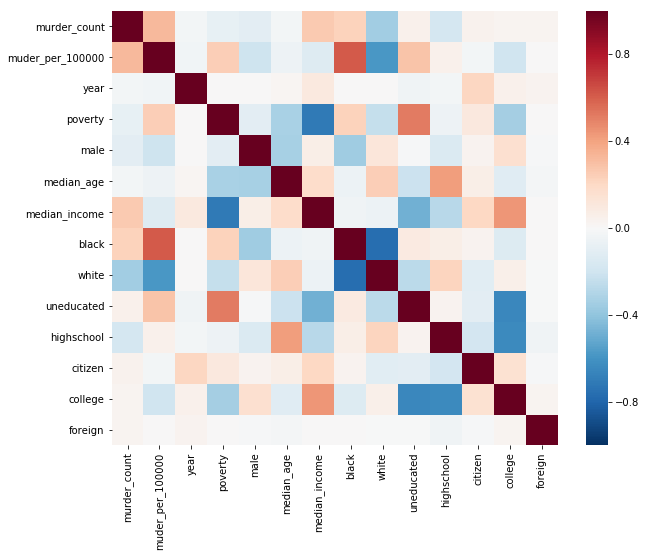 murder_count
muder_per_100000
year
poverty
male
median_age
median_income
black
white
uneducated
highschool
citizen
college
foreign
murder_count
muder_per_100000
year
poverty
male
median_age
median_income
black
white
uneducated
highschool
citizen
college
foreign
0.8
0.4
0.0
−0.4
−0.8